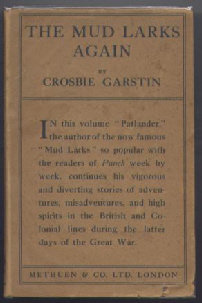 THE MUD LARKS
AGAIN
BY
CROSBIE GARSTIN
IN this volume "Patlander,"
the author of the now famous
"Mud Larks" so popular with
the readers of Punch week by
week, continues his vigorous
and diverting stories of adven-
tures, misadventures, and high
spirits in the British and Co-
lonial lines during the latter
days of the Great War.
METHUEN & CO. LTD. LONDON